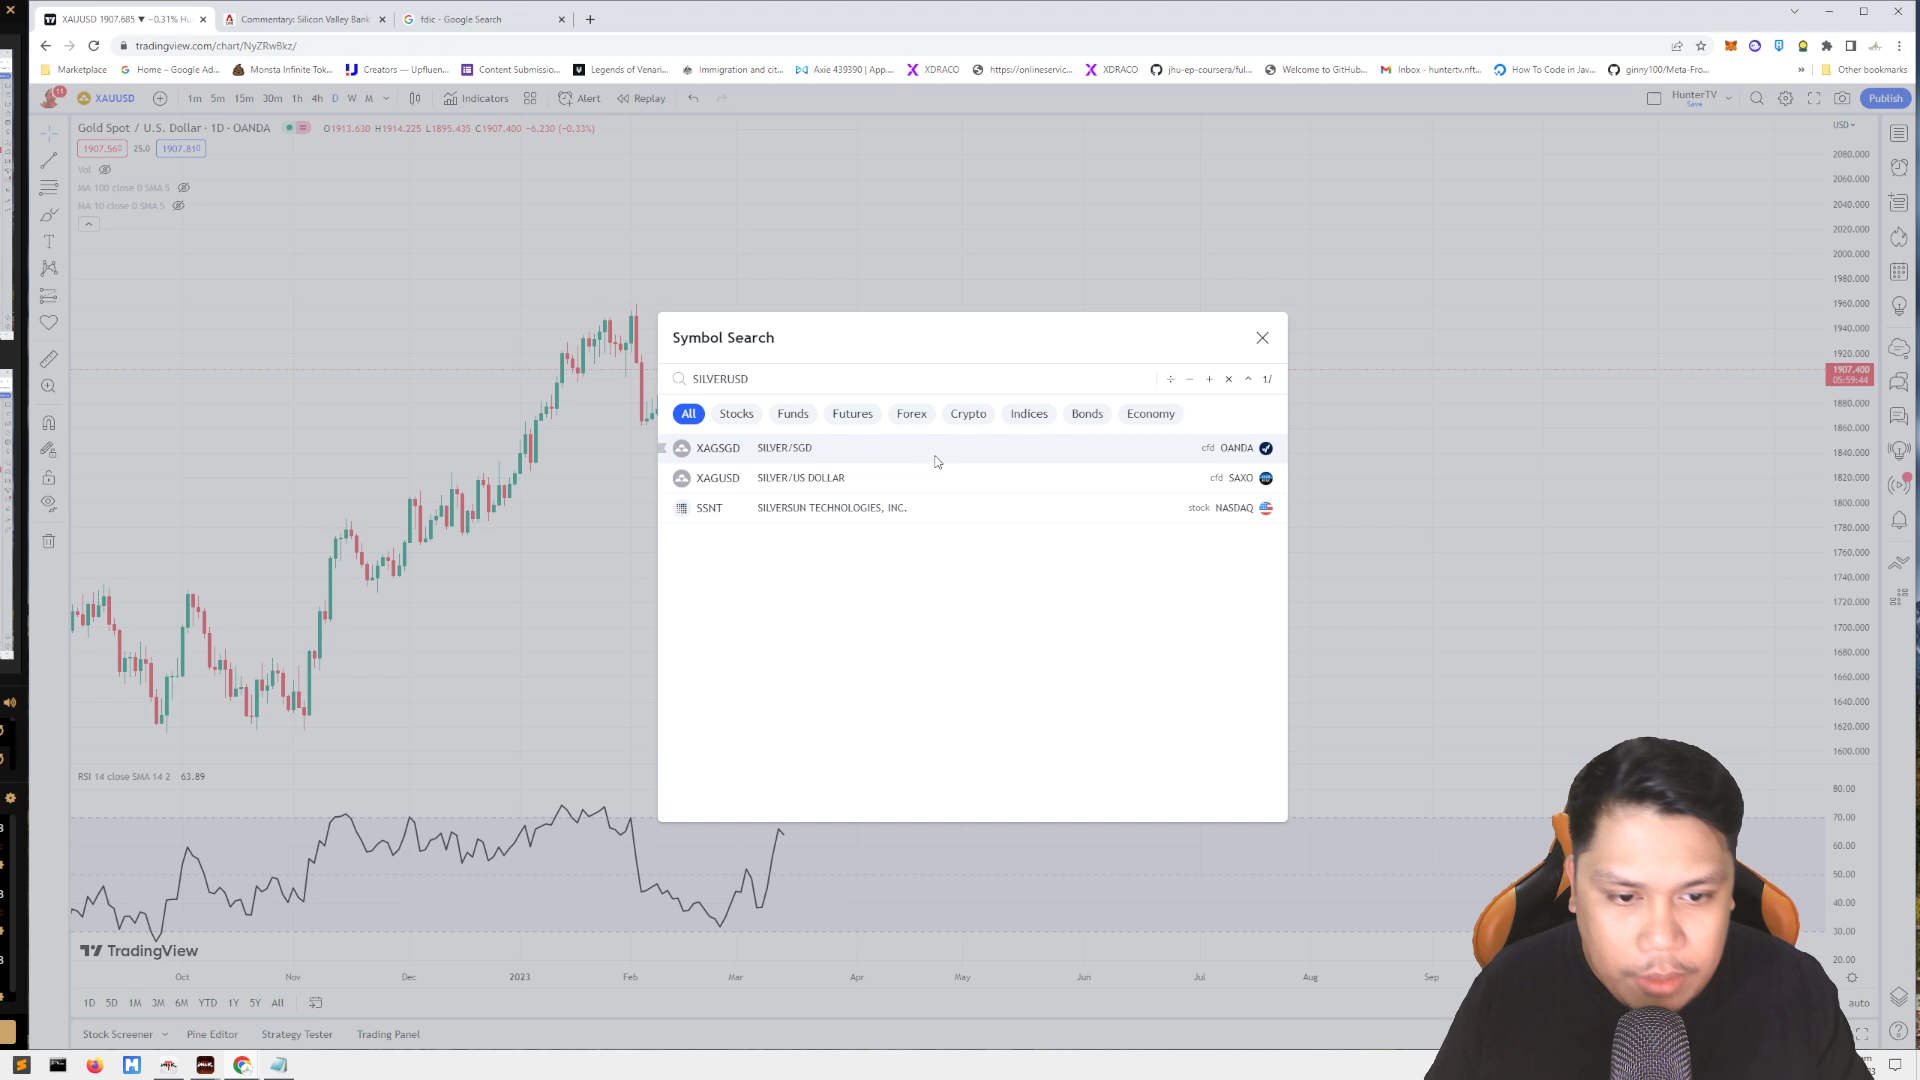 XAUUSD 1907.685 ▼ −0.31% Hu
Commentary: Silicon Valley Bank
fdic - Google Search
tradingview.com/chart/NyZRwBkz/
Marketplace
Home – Google Ad...
Monsta Infinite Tok...
Creators — Upfluen...
Content Submissio...
Legends of Venari...
Immigration and cit...
Axie 439390 | App....
XDRACO
https://onlineservic...
XDRACO
jhu-ep-coursera/ful...
Welcome to GitHub...
Inbox - huntertv.nft...
How To Code in Jav...
ginny100/Meta-Fro...
Other bookmarks
11
XAUUSD
1m 5m 15m 30m 1h 4h D W M
Indicators
Alert
Replay
HunterTV
Save
Publish
Gold Spot / U.S. Dollar · 1D · OANDA
O1913.630 H1914.225 L1895.435 C1907.400 −6.230 (−0.33%)
1907.560 25.0 1907.810
Vol
MA 100 close 0 SMA 5
MA 10 close 0 SMA 5
USD
2080.000
2060.000
2040.000
2020.000
2000.000
1980.000
1960.000
1940.000
1920.000
1907.400
05:59:44
1880.000
1860.000
1840.000
1820.000
1800.000
1780.000
1760.000
1740.000
1720.000
1700.000
1680.000
1660.000
1640.000
1620.000
1600.000
Symbol Search
SILVERUSD
1/
All Stocks Funds Futures Forex Crypto Indices Bonds Economy
XAGSGD SILVER/SGD cfd OANDA
XAGUSD SILVER/US DOLLAR cfd SAXO
SSNT SILVERSUN TECHNOLOGIES, INC. stock NASDAQ
RSI 14 close SMA 14 2 63.89
80.00
70.00
60.00
50.00
40.00
30.00
20.00
TradingView
Oct Nov Dec 2023 Feb Mar Apr May Jun Jul Aug Sep
1D 5D 1M 3M 6M YTD 1Y 5Y All
auto
Stock Screener
Pine Editor
Strategy Tester
Trading Panel